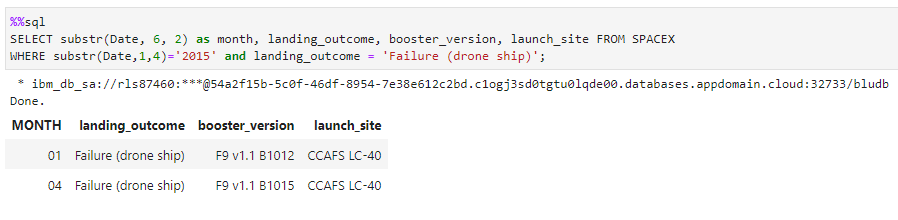 %%sql
SELECT substr(Date, 6, 2) as month, landing_outcome, booster_version, launch_site FROM SPACEX
WHERE substr(Date,1,4)='2015' and landing_outcome = 'Failure (drone ship)';
* ibm_db_sa://rls87460:***@54a2f15b-5c0f-46df-8954-7e38e612c2bd.c1ogj3sd0tgtu0lqde00.databases.appdomain.cloud:32733/bludb
Done.
MONTH landing_outcome booster_version launch_site
01 Failure (drone ship) F9 v1.1 B1012 CCAFS LC-40
04 Failure (drone ship) F9 v1.1 B1015 CCAFS LC-40